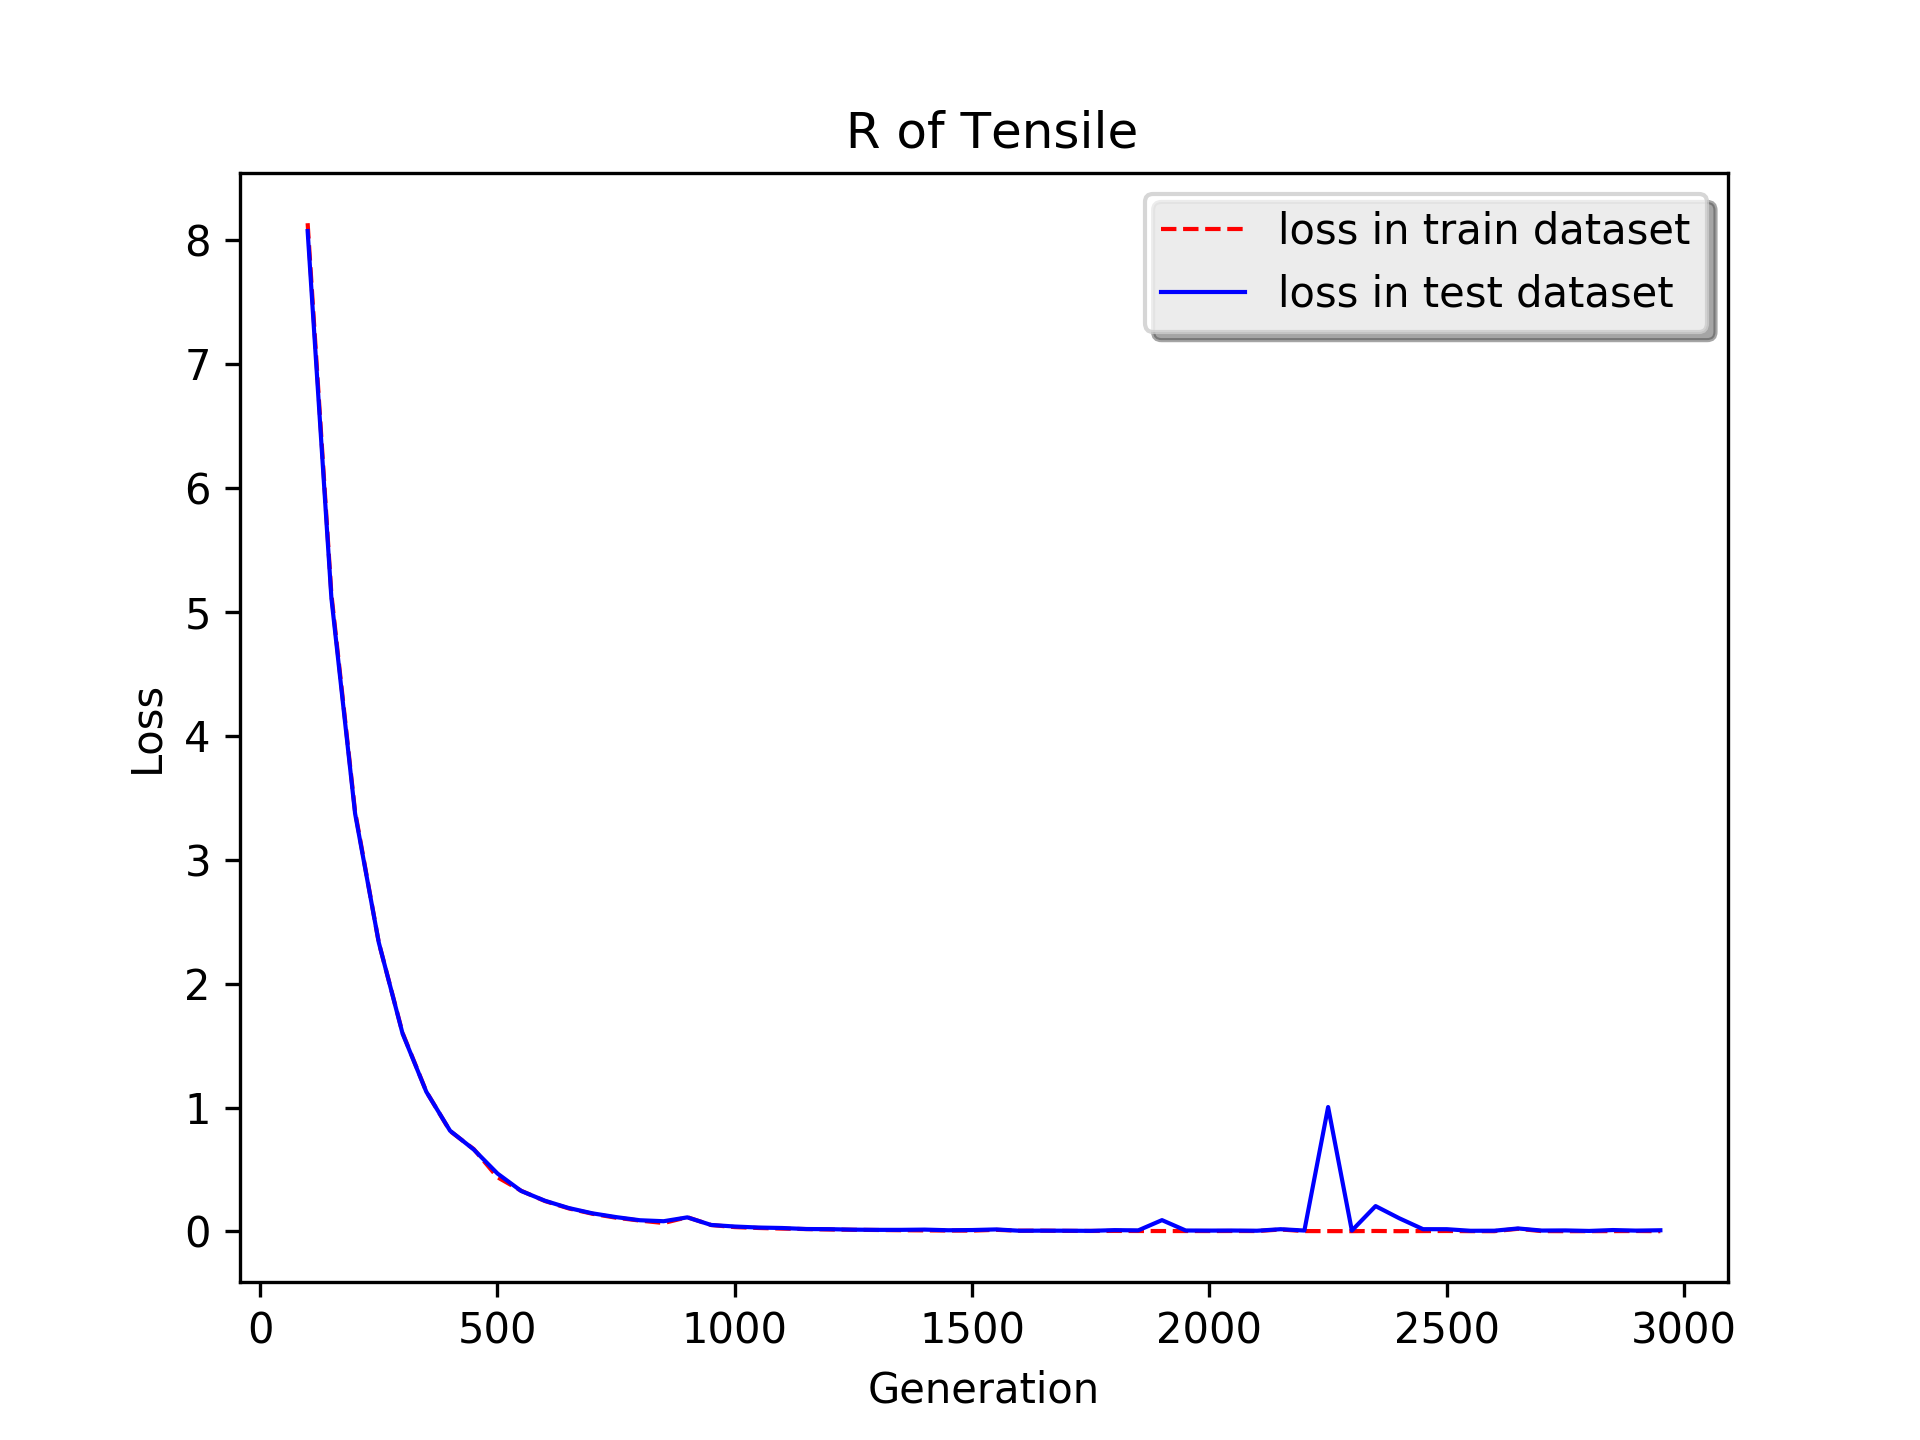 R of Tensile
loss in train dataset
loss in test dataset
8
7
6
5
4
3
2
1
0
Loss
0 500 1000 1500 2000 2500 3000
Generation